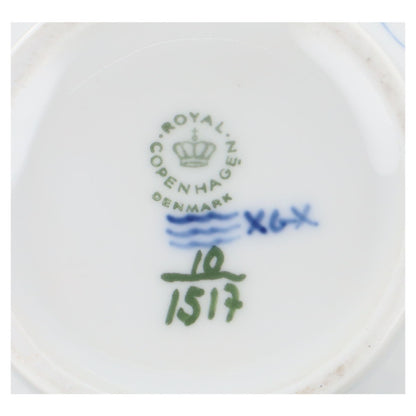 ROYAL
COPENHAGEN
DENMARK
XGX
10
1517